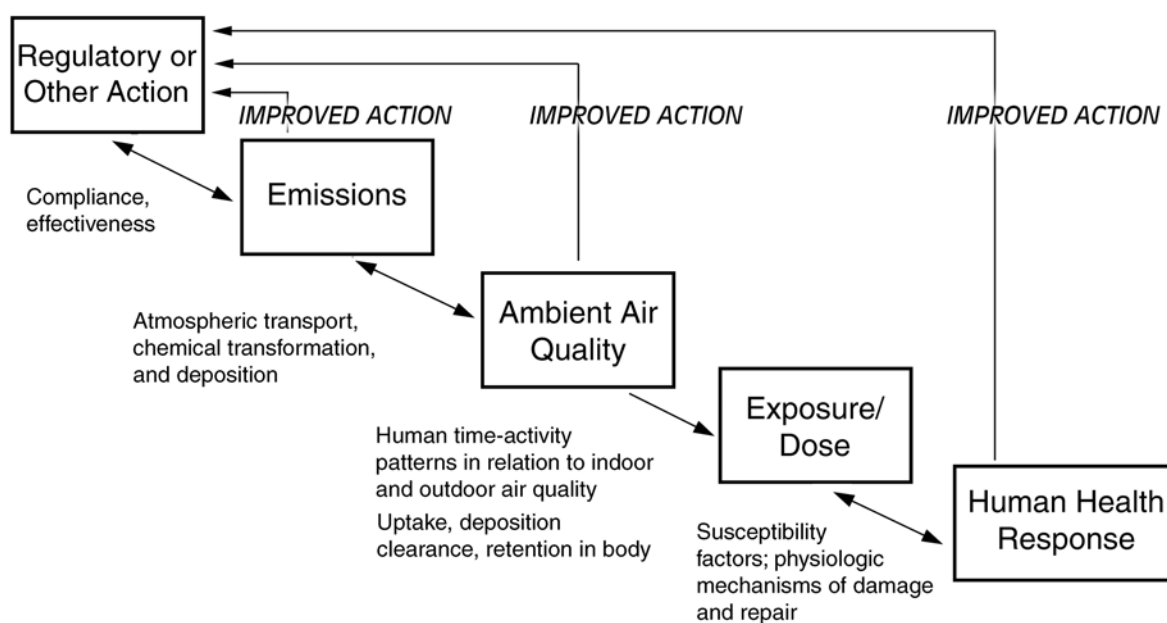 Regulatory or
Other Action
IMPROVED ACTION
IMPROVED ACTION
IMPROVED ACTION
Compliance,
effectiveness
Emissions
Atmospheric transport,
chemical transformation,
and deposition
Ambient Air
Quality
Human time-activity
patterns in relation to indoor
and outdoor air quality
Uptake, deposition
clearance, retention in body
Exposure/
Dose
Susceptibility
factors; physiologic
mechanisms of damage
and repair
Human Health
Response